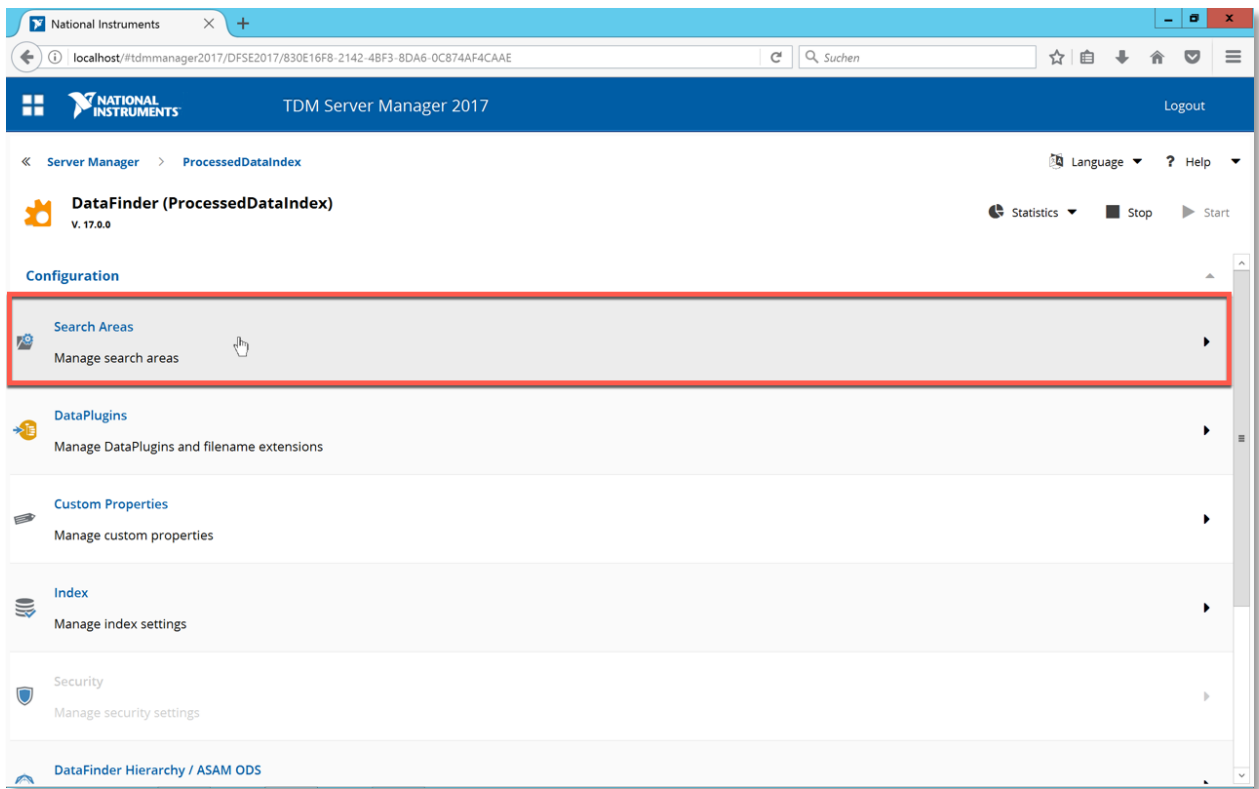 National Instruments
localhost/#tdmmanager2017/DFSE2017/830E16F8-2142-4BF3-8DA6-0C874AF4CAAE
Suchen
NATIONAL INSTRUMENTS
TDM Server Manager 2017
Logout
Server Manager > ProcessedDataIndex
Language
? Help
DataFinder (ProcessedDataIndex)
V. 17.0.0
Statistics
Stop
Start
Configuration
Search Areas
Manage search areas
DataPlugins
Manage DataPlugins and filename extensions
Custom Properties
Manage custom properties
Index
Manage index settings
Security
Manage security settings
DataFinder Hierarchy / ASAM ODS